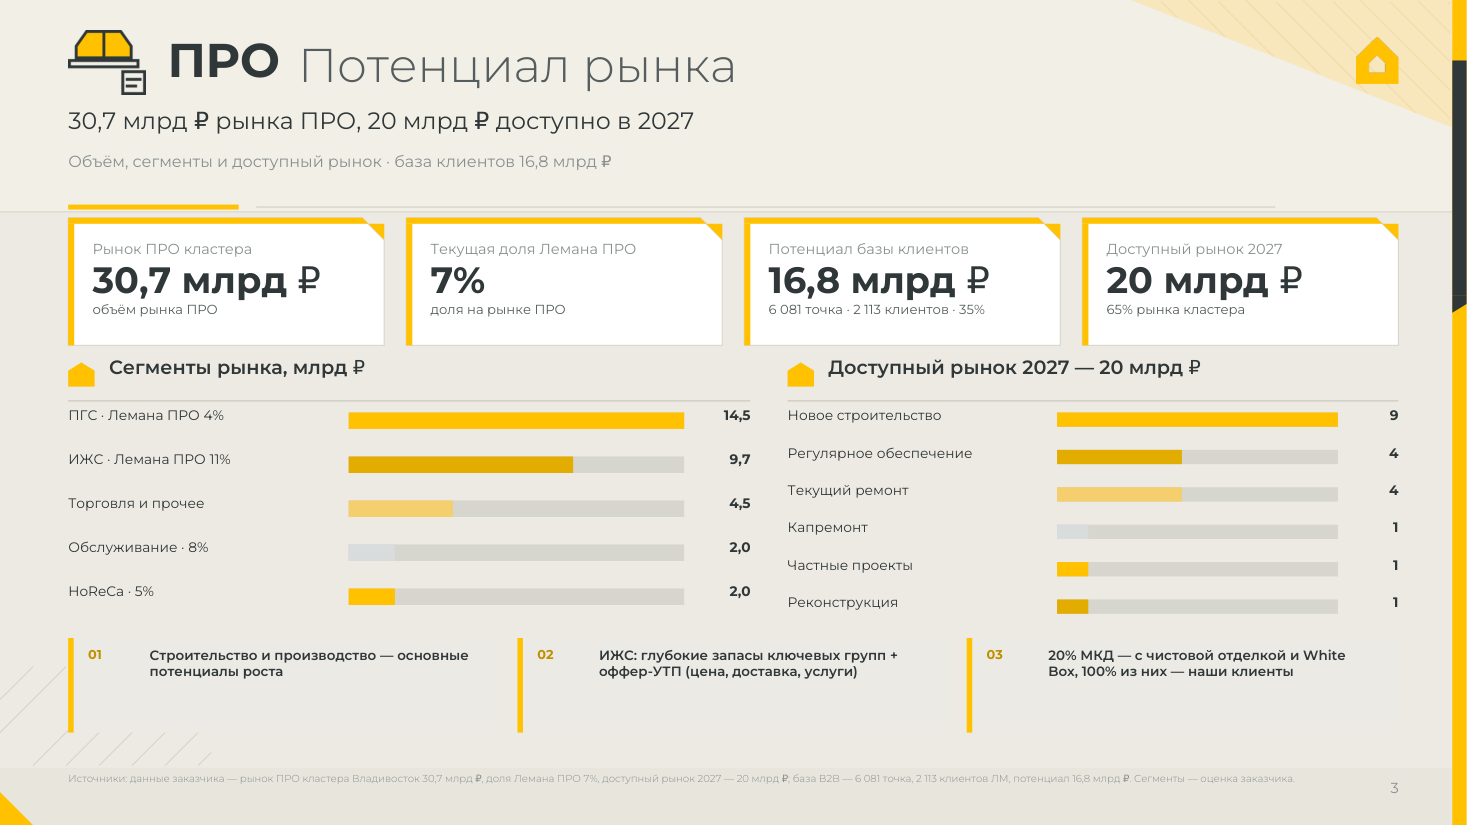 ПРО Потенциал рынка
30,7 млрд ₽ рынка ПРО, 20 млрд ₽ доступно в 2027
Объём, сегменты и доступный рынок · база клиентов 16,8 млрд ₽
Рынок ПРО кластера
30,7 млрд ₽
объём рынка ПРО
Текущая доля Лемана ПРО
7%
доля на рынке ПРО
Потенциал базы клиентов
16,8 млрд ₽
6 081 точка · 2 113 клиентов · 35%
Доступный рынок 2027
20 млрд ₽
65% рынка кластера
Сегменты рынка, млрд ₽
ПГС · Лемана ПРО 4% 14,5
ИЖС · Лемана ПРО 11% 9,7
Торговля и прочее 4,5
Обслуживание · 8% 2,0
HoReCa · 5% 2,0
Доступный рынок 2027 — 20 млрд ₽
Новое строительство 9
Регулярное обеспечение 4
Текущий ремонт 4
Капремонт 1
Частные проекты 1
Реконструкция 1
01
Строительство и производство — основные
потенциалы роста
02
ИЖС: глубокие запасы ключевых групп +
оффер-УТП (цена, доставка, услуги)
03
20% МКД — с чистовой отделкой и White
Box, 100% из них — наши клиенты
Источники: данные заказчика — рынок ПРО кластера Владивосток 30,7 млрд ₽, доля Лемана ПРО 7%, доступный рынок 2027 — 20 млрд ₽; база B2B — 6 081 точка, 2 113 клиентов ЛМ, потенциал 16,8 млрд ₽. Сегменты — оценка заказчика.
3